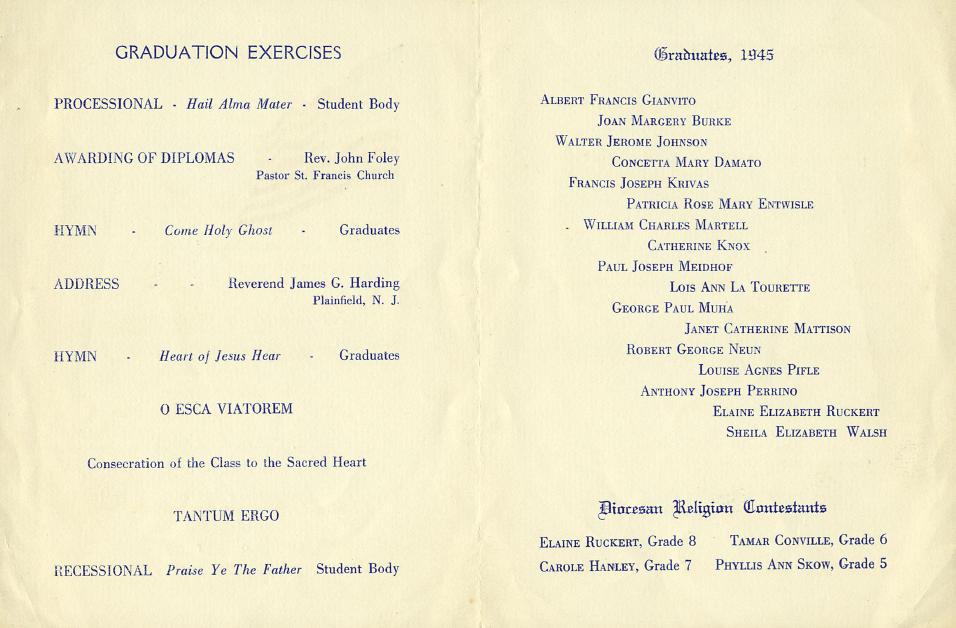 GRADUATION EXERCISES
PROCESSIONAL - Hail Alma Mater - Student Body
AWARDING OF DIPLOMAS - Rev. John Foley
Pastor St. Francis Church
HYMN - Come Holy Ghost - Graduates
ADDRESS - - Reverend James G. Harding
Plainfield, N. J.
HYMN - Heart of Jesus Hear - Graduates
O ESCA VIATOREM
Consecration of the Class to the Sacred Heart
TANTUM ERGO
RECESSIONAL Praise Ye The Father Student Body
Graduates, 1945
ALBERT FRANCIS GIANVITO
JOAN MARGERY BURKE
WALTER JEROME JOHNSON
CONCETTA MARY DAMATO
FRANCIS JOSEPH KRIVAS
PATRICIA ROSE MARY ENTWISLE
WILLIAM CHARLES MARTELL
CATHERINE KNOX
PAUL JOSEPH MEIDHOF
LOIS ANN LA TOURETTE
GEORGE PAUL MUHA
JANET CATHERINE MATTISON
ROBERT GEORGE NEUN
LOUISE AGNES PIFLE
ANTHONY JOSEPH PERRINO
ELAINE ELIZABETH RUCKERT
SHEILA ELIZABETH WALSH
Diocesan Religion Contestants
ELAINE RUCKERT, Grade 8 TAMAR CONVILLE, Grade 6
CAROLE HANLEY, Grade 7 PHYLLIS ANN SKOW, Grade 5